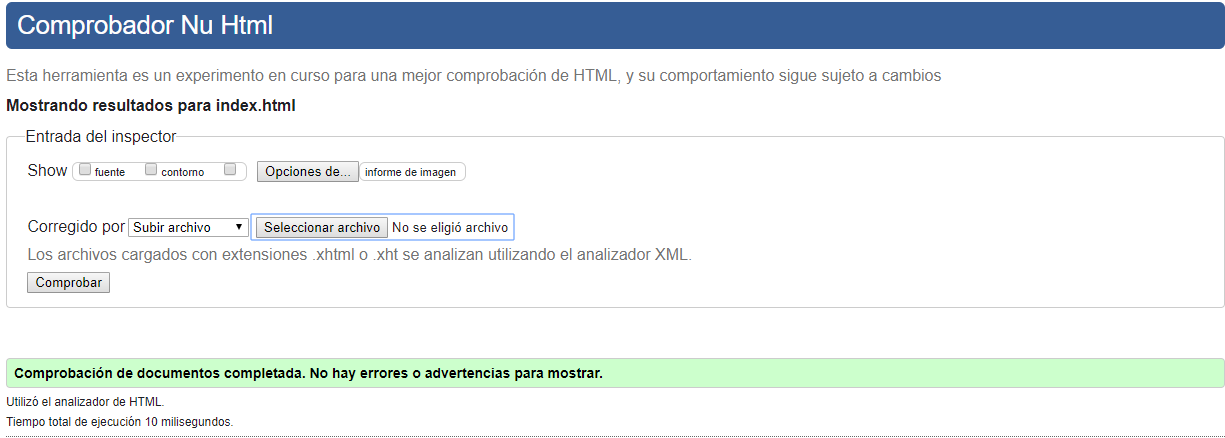 Comprobador Nu Html
Esta herramienta es un experimento en curso para una mejor comprobación de HTML, y su comportamiento sigue sujeto a cambios
Mostrando resultados para index.html
Entrada del inspector
Show fuente contorno Opciones de... informe de imagen
Corregido por Subir archivo Seleccionar archivo No se eligió archivo
Los archivos cargados con extensiones .xhtml o .xht se analizan utilizando el analizador XML.
Comprobar
Comprobación de documentos completada. No hay errores o advertencias para mostrar.
Utilizó el analizador de HTML.
Tiempo total de ejecución 10 milisegundos.